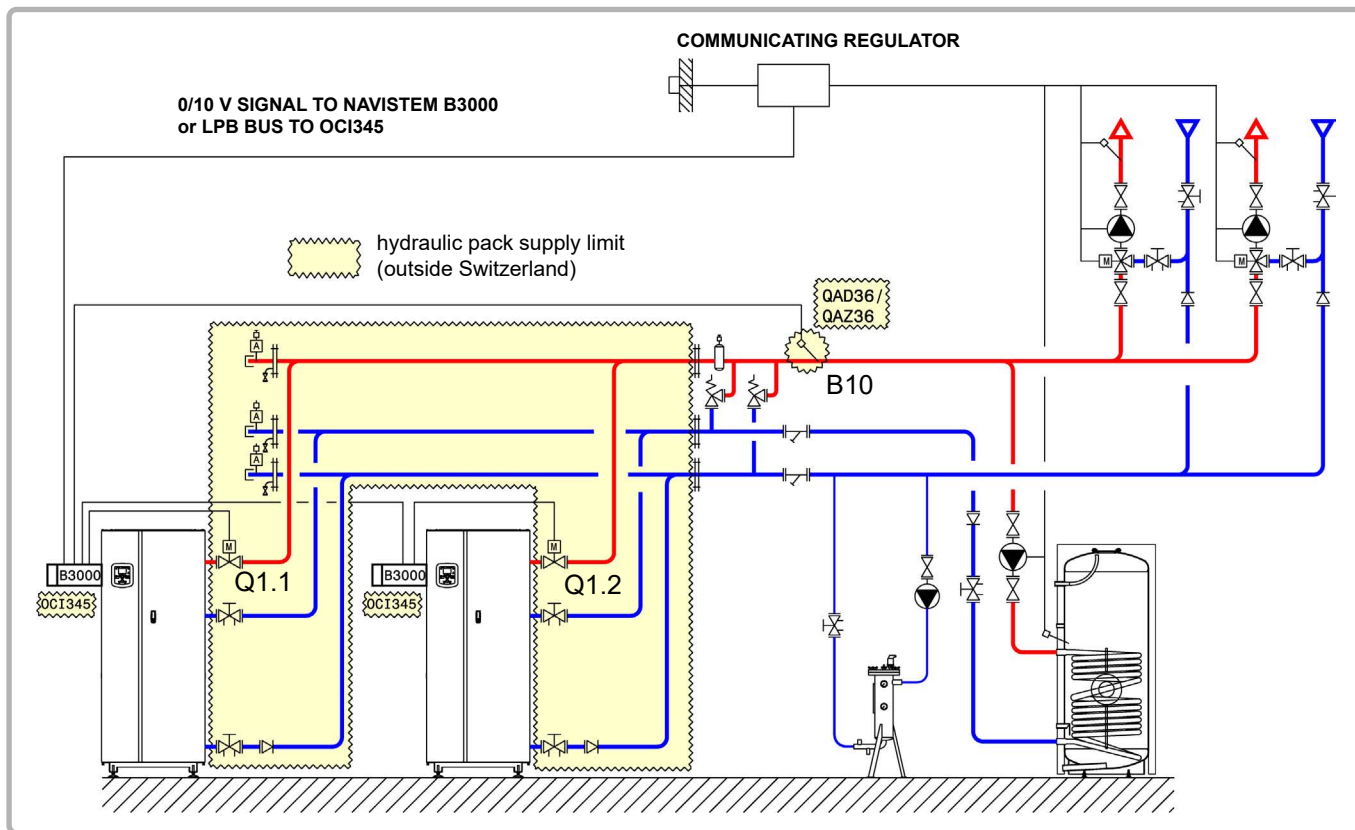 COMMUNICATING REGULATOR
0/10 V SIGNAL TO NAVISTEM B3000
or LPB BUS TO OCI345
hydraulic pack supply limit
(outside Switzerland)
QAD36 /
QAZ36
B10
A
A
A
M
M
M
M
B3000
Q1.1
B3000
Q1.2
OCI345
OCI345